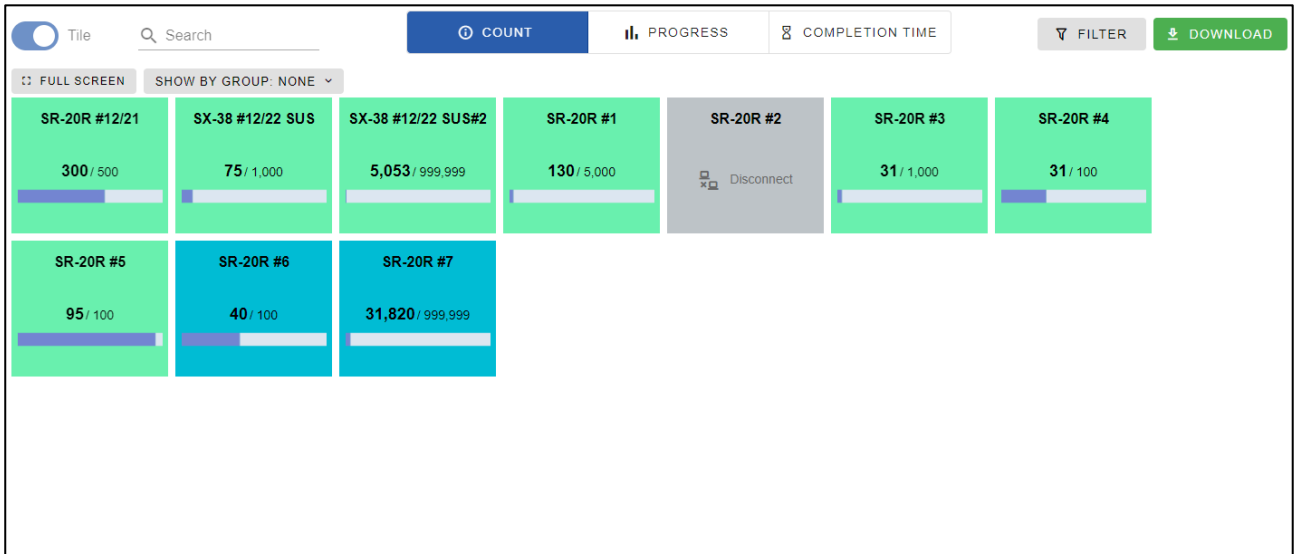 Tile Search COUNT PROGRESS COMPLETION TIME FILTER DOWNLOAD
FULL SCREEN SHOW BY GROUP: NONE
SR-20R #12/21 SX-38 #12/22 SUS SX-38 #12/22 SUS#2 SR-20R #1 SR-20R #2 SR-20R #3 SR-20R #4
300 / 500 75 / 1,000 5,053 / 999,999 130 / 5,000 Disconnect 31 / 1,000 31 / 100
SR-20R #5 SR-20R #6 SR-20R #7
95 / 100 40 / 100 31,820 / 999,999